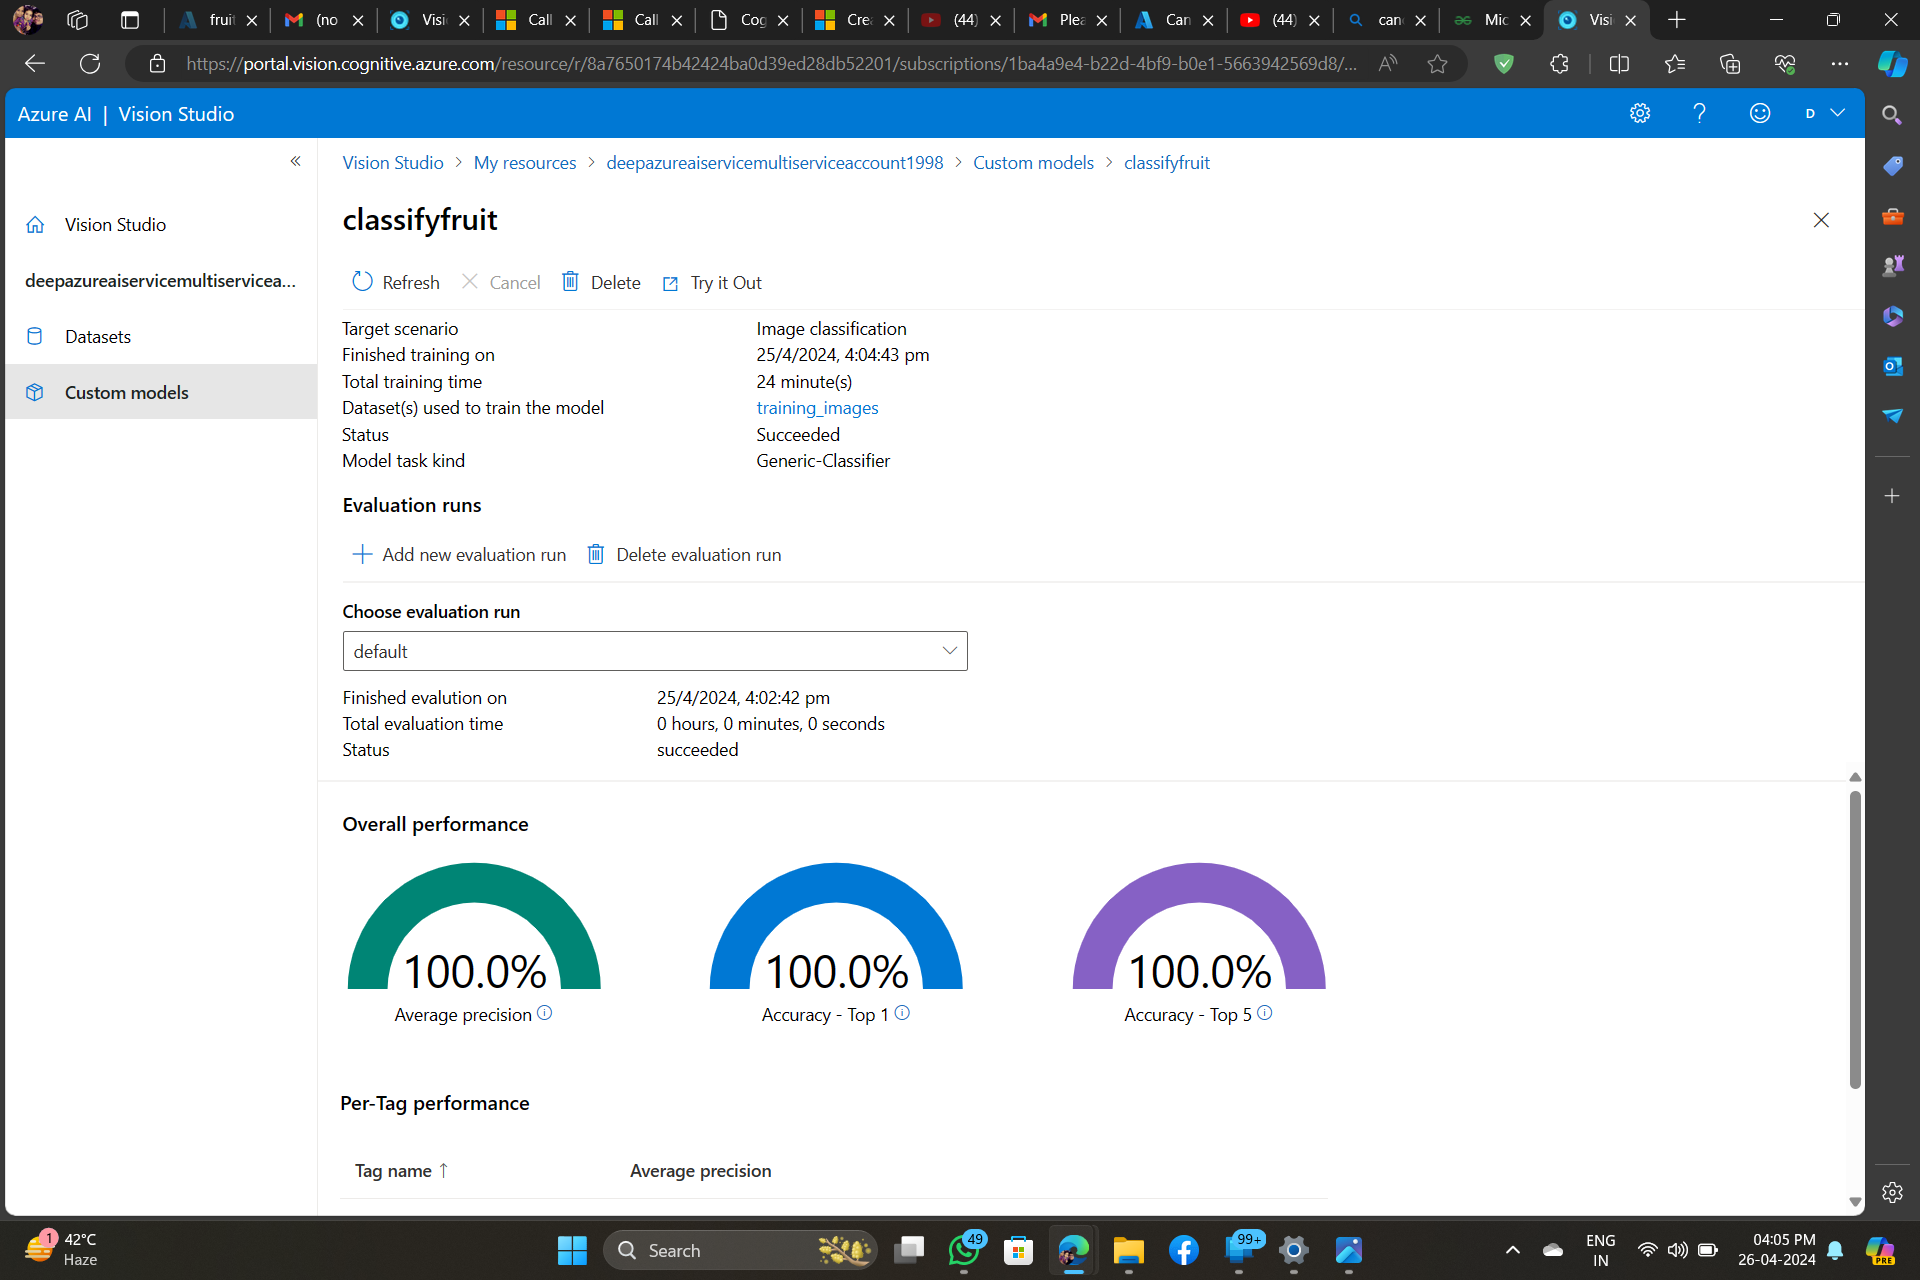 fruit
(no
Visi
Call
Call
Cog
Cre
(44)
Plea
Can
(44)
can
Mic
Visi
https://portal.vision.cognitive.azure.com/resource/r/8a7650174b42424ba0d39ed28db52201/subscriptions/1ba4a9e4-b22d-4bf9-b0e1-5663942569d8/...
Azure AI | Vision Studio
D
Vision Studio > My resources > deepazureaiservicemultiserviceaccount1998 > Custom models > classifyfruit
Vision Studio
deepazureaiservicemultiservicea...
Datasets
Custom models
classifyfruit
Refresh Cancel Delete Try it Out
Target scenario Image classification
Finished training on 25/4/2024, 4:04:43 pm
Total training time 24 minute(s)
Dataset(s) used to train the model training_images
Status Succeeded
Model task kind Generic-Classifier
Evaluation runs
Add new evaluation run Delete evaluation run
Choose evaluation run
default
Finished evalution on 25/4/2024, 4:02:42 pm
Total evaluation time 0 hours, 0 minutes, 0 seconds
Status succeeded
Overall performance
100.0% 100.0% 100.0%
Average precision Accuracy - Top 1 Accuracy - Top 5
Per-Tag performance
Tag name ↑ Average precision
1
42°C
Haze
Search
49
99+
ENG
IN
04:05 PM
26-04-2024
PRE